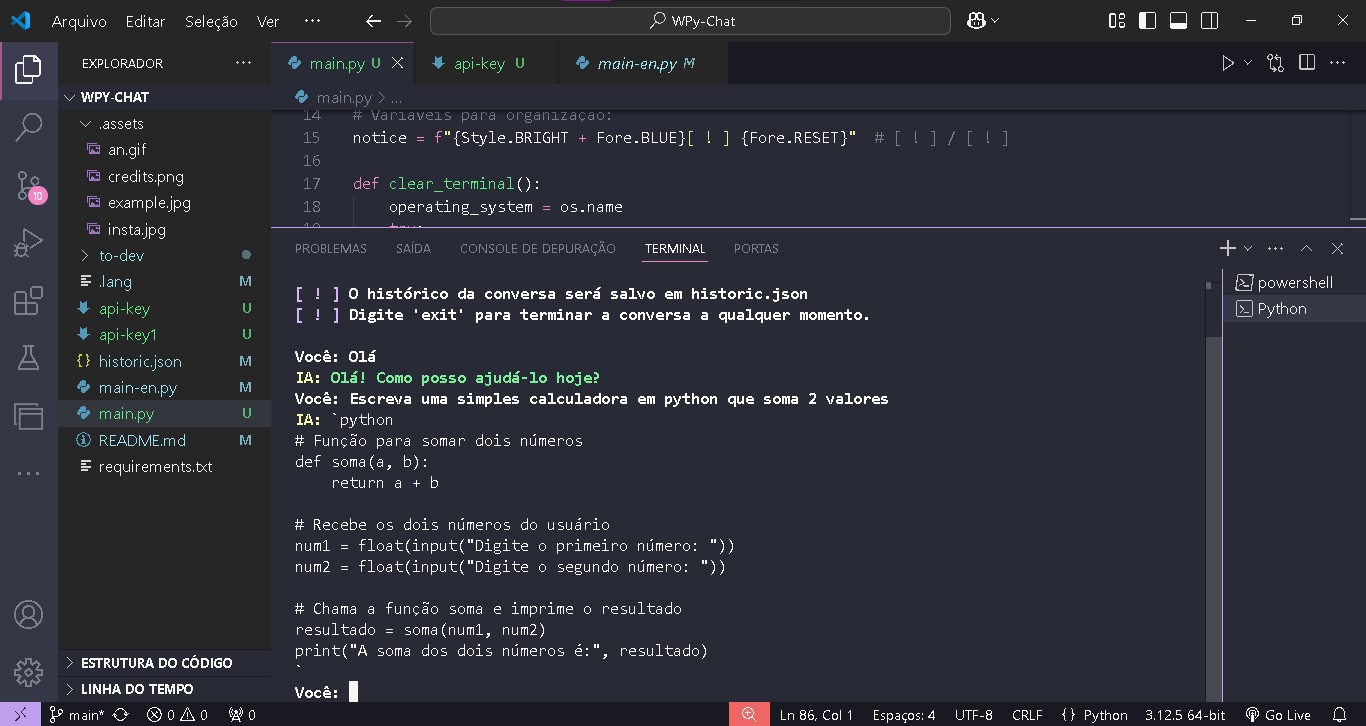 Arquivo Editar Seleção Ver ··· WPy-Chat
EXPLORADOR ···
WPY-CHAT
.assets
an.gif
credits.png
example.jpg
insta.jpg
to-dev
.lang M
api-key U
api-key1 U
historic.json M
main-en.py M
main.py U
README.md M
requirements.txt
ESTRUTURA DO CÓDIGO
LINHA DO TEMPO
10
main.py U api-key U main-en.py M
main.py > ...
14 # Variáveis para organização:
15 notice = f"{Style.BRIGHT + Fore.BLUE}[ ! ] {Fore.RESET}" # [ ! ] / [ ! ]
16
17 def clear_terminal():
18 operating_system = os.name
19 try:
PROBLEMAS SAÍDA CONSOLE DE DEPURAÇÃO TERMINAL PORTAS
[ ! ] O histórico da conversa será salvo em historic.json
[ ! ] Digite 'exit' para terminar a conversa a qualquer momento.
Você: Olá
IA: Olá! Como posso ajudá-lo hoje?
Você: Escreva uma simples calculadora em python que soma 2 valores
IA: `python
# Função para somar dois números
def soma(a, b):
return a + b
# Recebe os dois números do usuário
num1 = float(input("Digite o primeiro número: "))
num2 = float(input("Digite o segundo número: "))
# Chama a função soma e imprime o resultado
resultado = soma(num1, num2)
print("A soma dos dois números é:", resultado)
`
Você:
powershell
Python
main* 0 0 0 Ln 86, Col 1 Espaços: 4 UTF-8 CRLF {} Python 3.12.5 64-bit Go Live